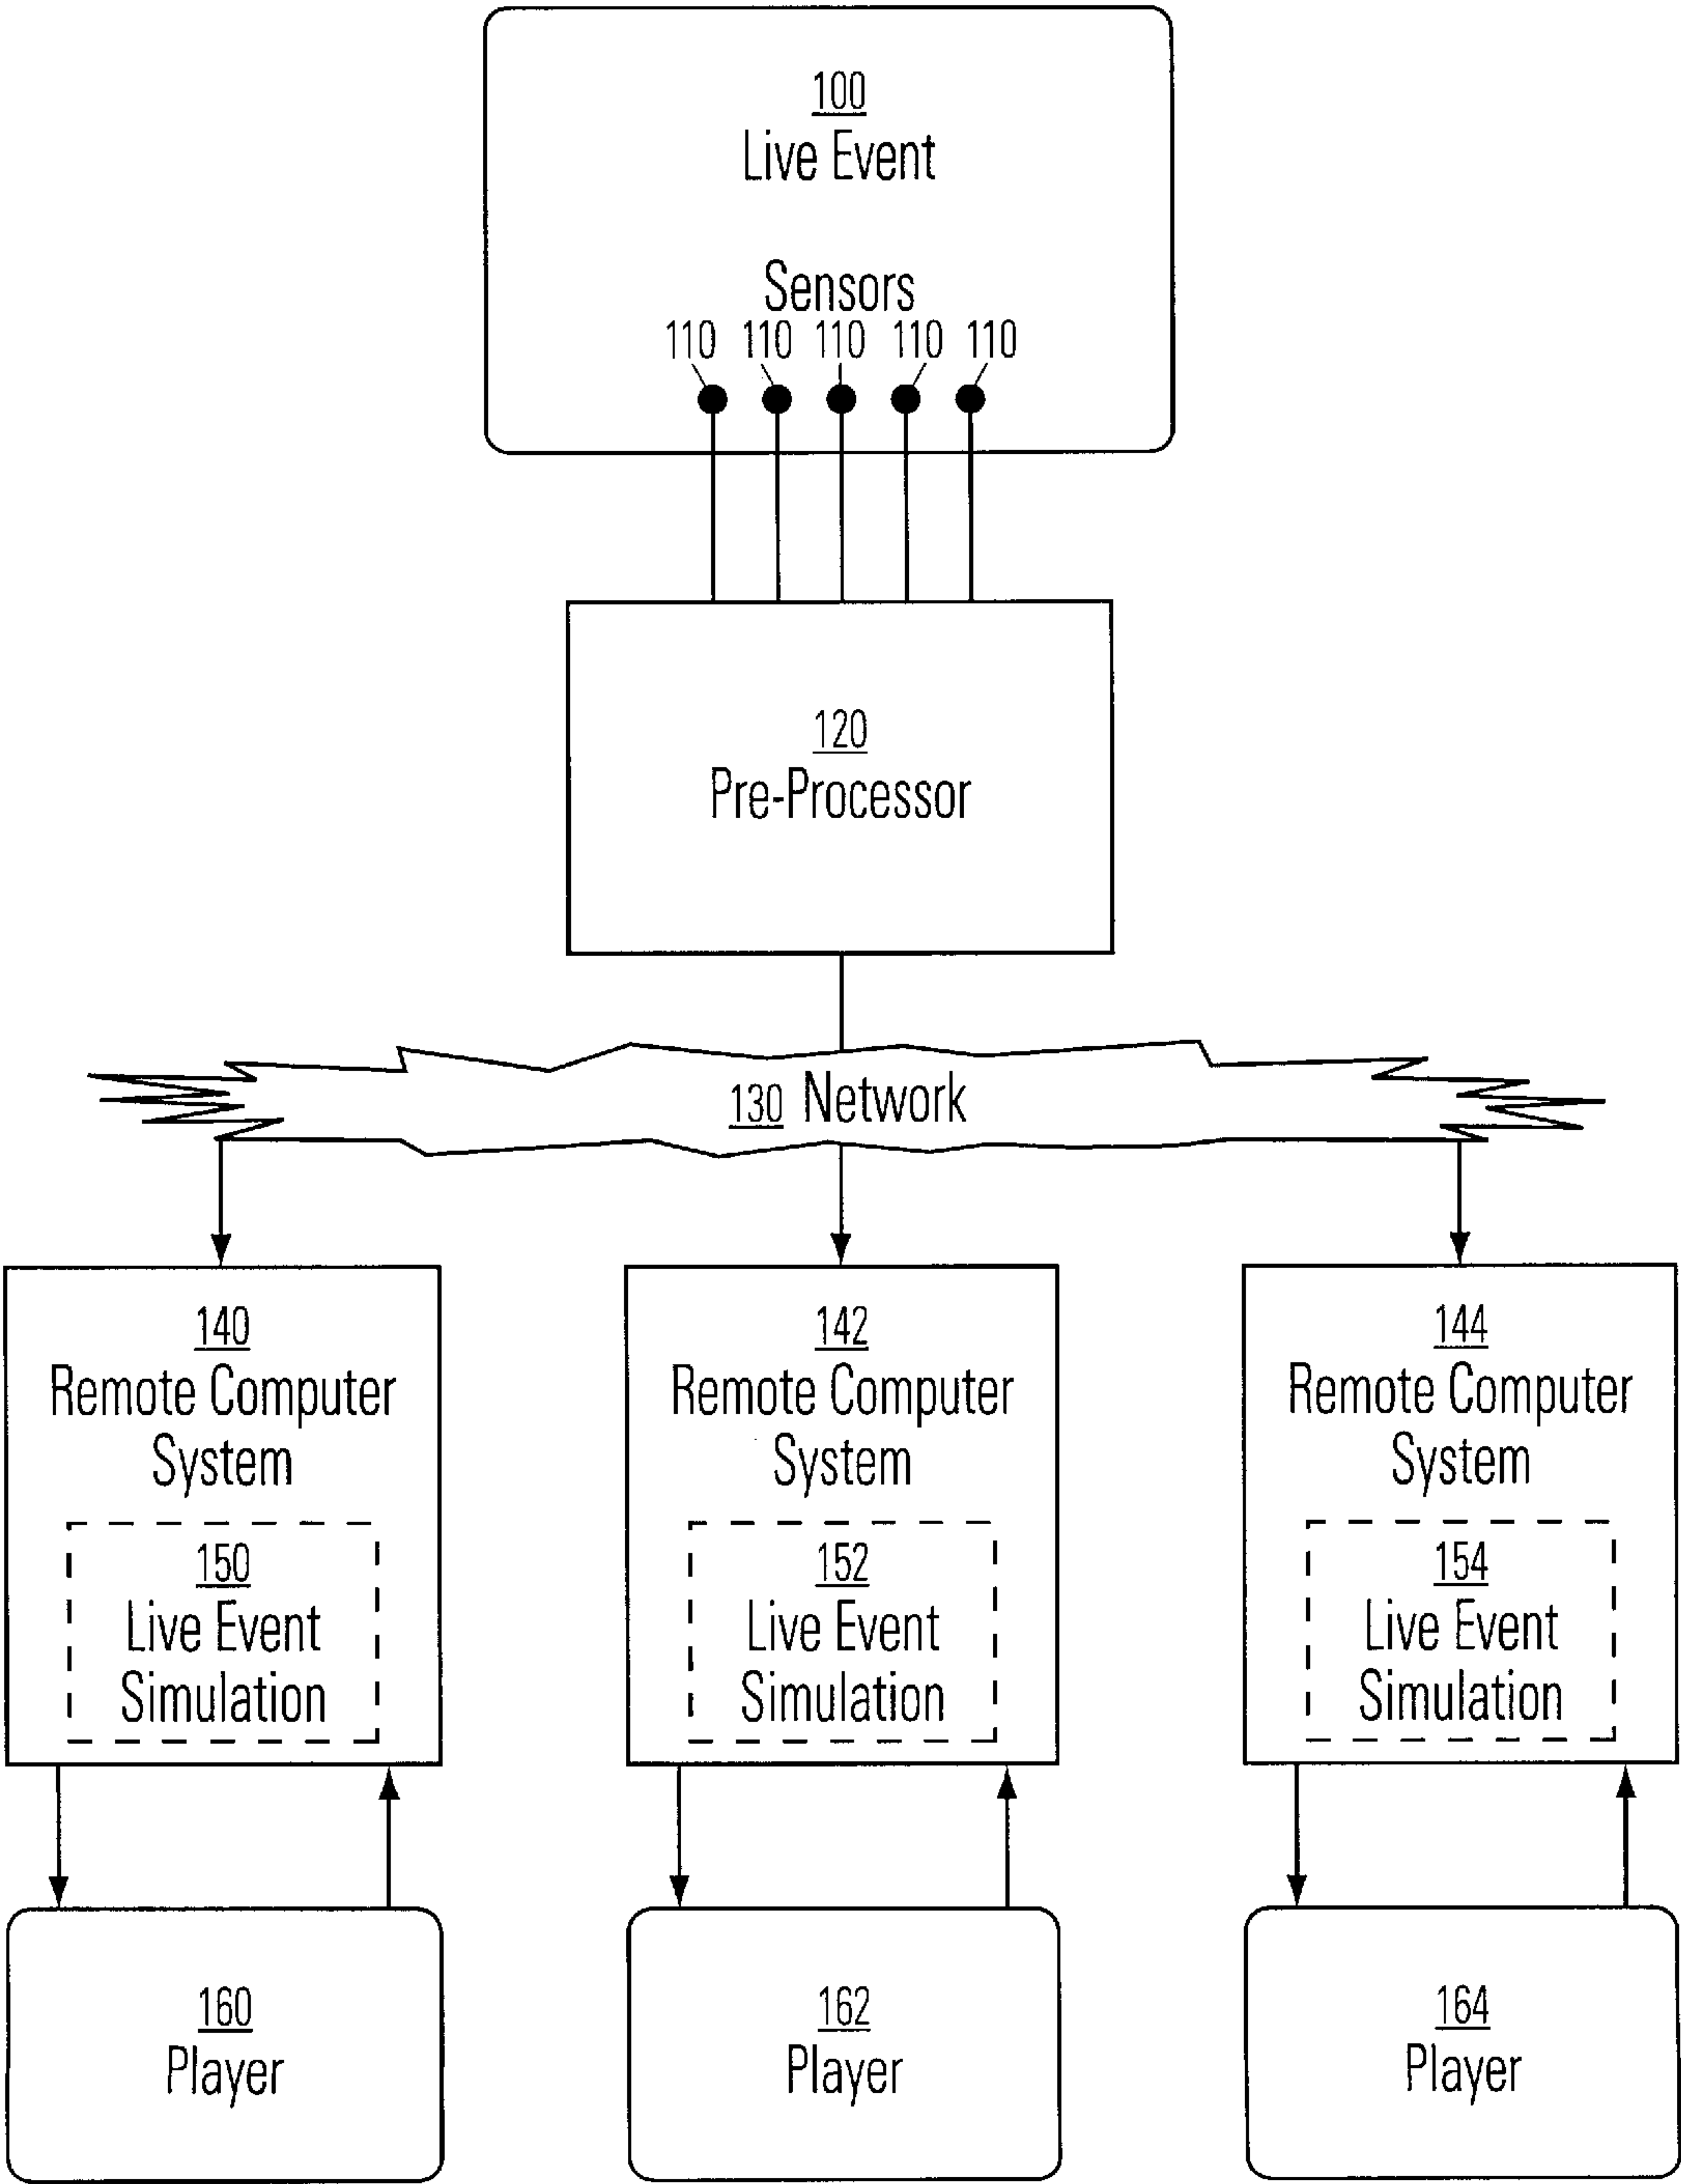 100
Live Event
Sensors
110 110 110 110 110
120
Pre-Processor
130 Network
140
Remote Computer
System
150
Live Event
Simulation
142
Remote Computer
System
152
Live Event
Simulation
144
Remote Computer
System
154
Live Event
Simulation
160
Player
162
Player
164
Player